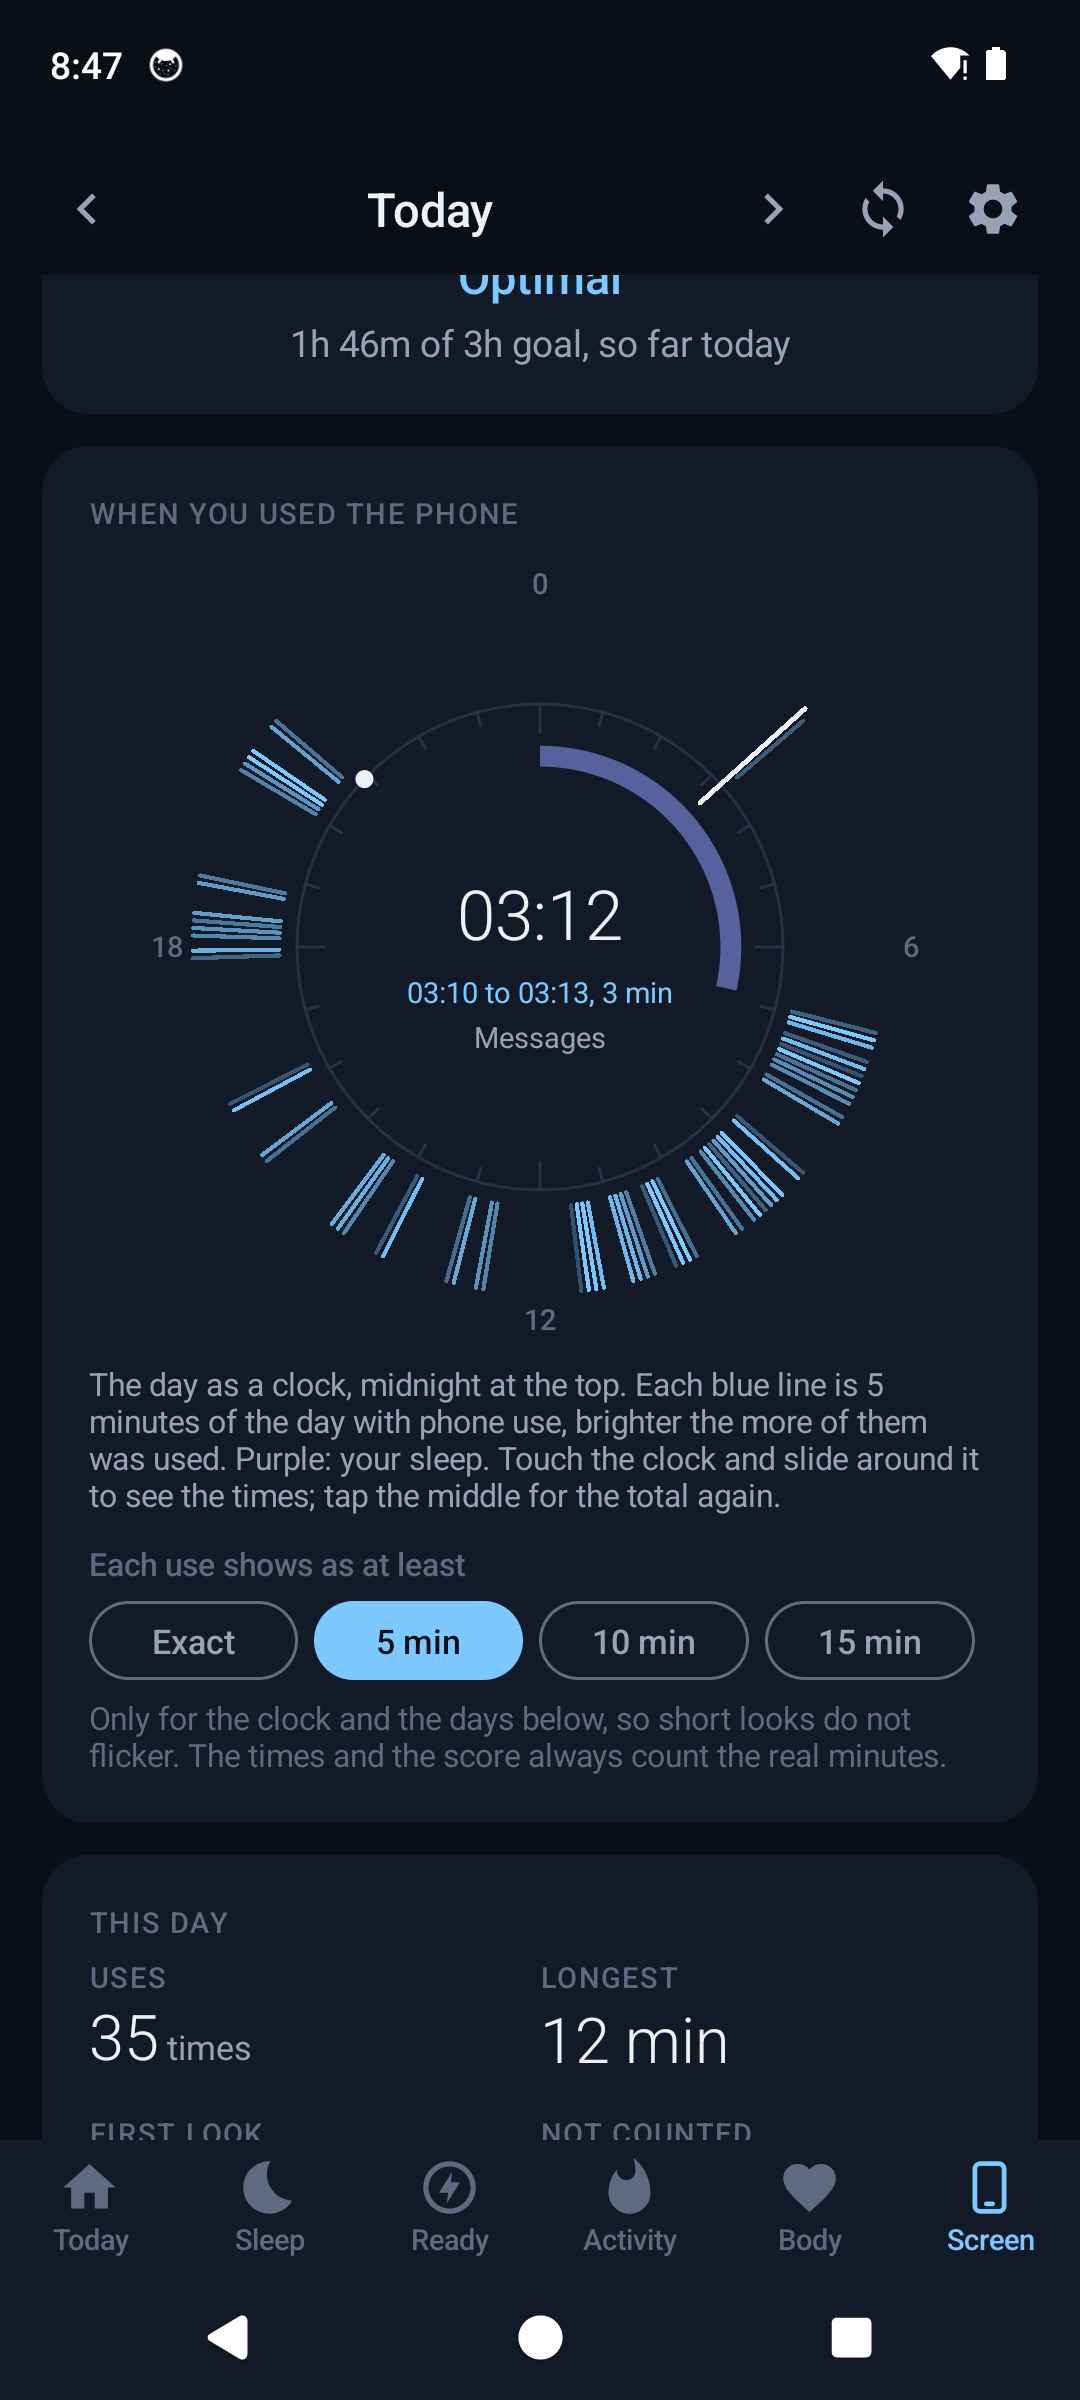 8:47
Today
Optimal
1h 46m of 3h goal, so far today
WHEN YOU USED THE PHONE
0
18
6
03:12
03:10 to 03:13, 3 min
Messages
12
The day as a clock, midnight at the top. Each blue line is 5
minutes of the day with phone use, brighter the more of them
was used. Purple: your sleep. Touch the clock and slide around it
to see the times; tap the middle for the total again.
Each use shows as at least
Exact 5 min 10 min 15 min
Only for the clock and the days below, so short looks do not
flicker. The times and the score always count the real minutes.
THIS DAY
USES LONGEST
35 times 12 min
FIRST LOOK NOT COUNTED
Today Sleep Ready Activity Body Screen